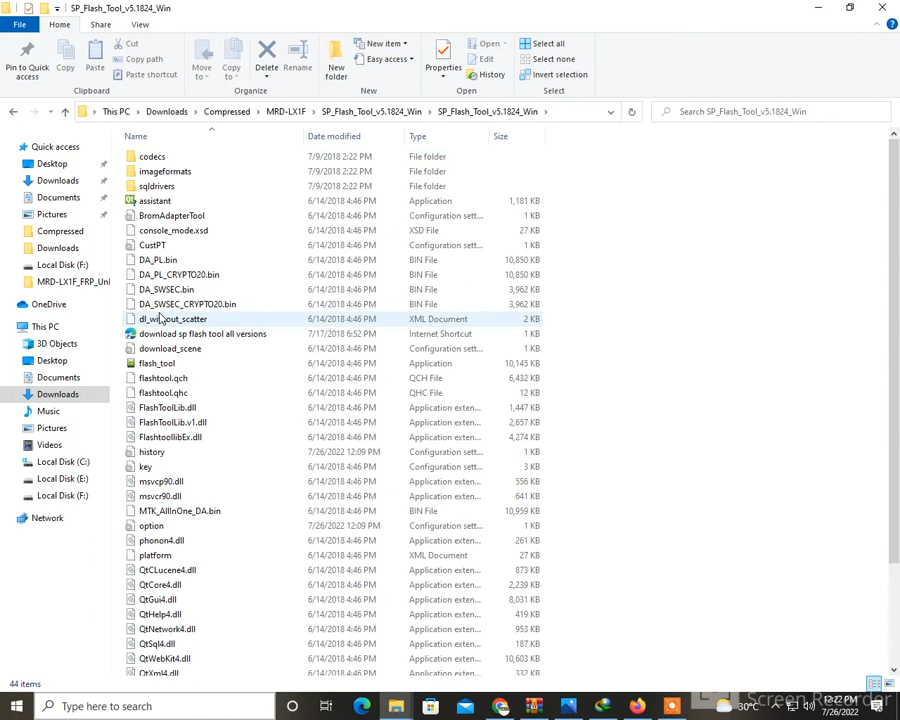 SP_Flash_Tool_v5.1824_Win
File Home Share View
Pin to Quick access
Copy
Paste
Cut
Copy path
Paste shortcut
Clipboard
Move to
Copy to
Delete
Rename
Organize
New folder
New item
Easy access
New
Properties
Open
Edit
History
Open
Select all
Select none
Invert selection
Select
This PC > Downloads > Compressed > MRD-LX1F > SP_Flash_Tool_v5.1824_Win > SP_Flash_Tool_v5.1824_Win >
Search SP_Flash_Tool_v5.1824_Win
Quick access
Desktop
Downloads
Documents
Pictures
Compressed
Downloads
Local Disk (F:)
MRD-LX1F_FRP_Unl
OneDrive
This PC
3D Objects
Desktop
Documents
Downloads
Music
Pictures
Videos
Local Disk (C:)
Local Disk (E:)
Local Disk (F:)
Network
Name Date modified Type Size
codecs 7/9/2018 2:22 PM File folder
imageformats 7/9/2018 2:22 PM File folder
sqldrivers 7/9/2018 2:22 PM File folder
assistant 6/14/2018 4:46 PM Application 1,181 KB
BromAdapterTool 6/14/2018 4:46 PM Configuration sett... 1 KB
console_mode.xsd 6/14/2018 4:46 PM XSD File 27 KB
CustPT 6/14/2018 4:46 PM Configuration sett... 1 KB
DA_PL.bin 6/14/2018 4:46 PM BIN File 10,850 KB
DA_PL_CRYPTO20.bin 6/14/2018 4:46 PM BIN File 10,850 KB
DA_SWSEC.bin 6/14/2018 4:46 PM BIN File 3,962 KB
DA_SWSEC_CRYPTO20.bin 6/14/2018 4:46 PM BIN File 3,962 KB
dl_without_scatter 6/14/2018 4:46 PM XML Document 2 KB
download sp flash tool all versions 7/17/2018 6:52 PM Internet Shortcut 1 KB
download_scene 6/14/2018 4:46 PM Configuration sett... 1 KB
flash_tool 6/14/2018 4:46 PM Application 10,145 KB
flashtool.qch 6/14/2018 4:46 PM QCH File 6,432 KB
flashtool.qhc 6/14/2018 4:46 PM QHC File 12 KB
FlashToolLib.dll 6/14/2018 4:46 PM Application exten... 1,447 KB
FlashToolLib.v1.dll 6/14/2018 4:46 PM Application exten... 2,657 KB
FlashtoollibEx.dll 6/14/2018 4:46 PM Application exten... 4,274 KB
history 7/26/2022 12:09 PM Configuration sett... 1 KB
key 6/14/2018 4:46 PM Configuration sett... 3 KB
msvcp90.dll 6/14/2018 4:46 PM Application exten... 556 KB
msvcr90.dll 6/14/2018 4:46 PM Application exten... 641 KB
MTK_AllInOne_DA.bin 6/14/2018 4:46 PM BIN File 10,959 KB
option 7/26/2022 12:09 PM Configuration sett... 1 KB
phonon4.dll 6/14/2018 4:46 PM Application exten... 261 KB
platform 6/14/2018 4:46 PM XML Document 27 KB
QtCLucene4.dll 6/14/2018 4:46 PM Application exten... 873 KB
QtCore4.dll 6/14/2018 4:46 PM Application exten... 2,239 KB
QtGui4.dll 6/14/2018 4:46 PM Application exten... 8,031 KB
QtHelp4.dll 6/14/2018 4:46 PM Application exten... 614 KB
QtNetwork4.dll 6/14/2018 4:46 PM Application exten... 953 KB
QtSql4.dll 6/14/2018 4:46 PM Application exten... 187 KB
QtWebKit4.dll 6/14/2018 4:46 PM Application exten... 10,603 KB
QtXml4.dll 6/14/2018 4:46 PM Application exten... 332 KB
44 items
Type here to search
30°C
12:22 PM
7/26/2022
Screen Recorder